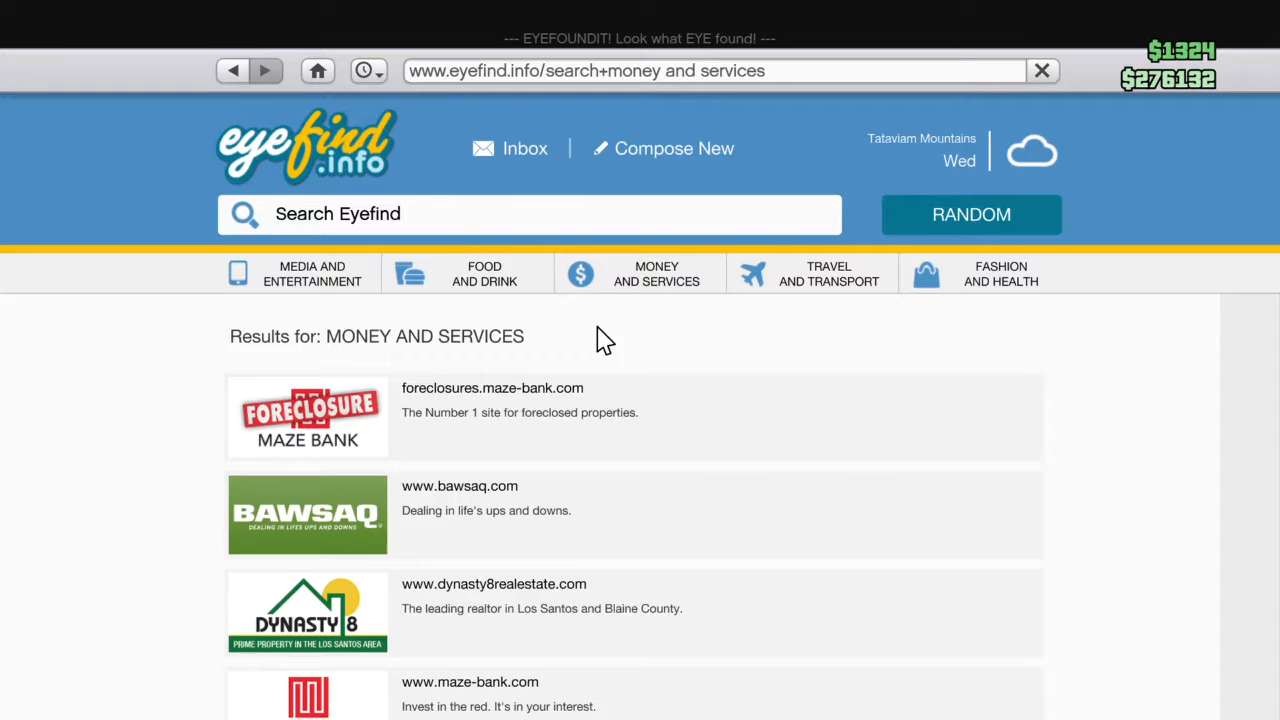 --- EYEFOUNDIT! Look what EYE found! ---
$1324
www.eyefind.info/search+money and services
$276132
eyefind
.info
Inbox
Compose New
Tataviam Mountains
Wed
Search Eyefind
RANDOM
MEDIA AND
ENTERTAINMENT
FOOD
AND DRINK
MONEY
AND SERVICES
TRAVEL
AND TRANSPORT
FASHION
AND HEALTH
Results for: MONEY AND SERVICES
FORECLOSURE
MAZE BANK
foreclosures.maze-bank.com
The Number 1 site for foreclosed properties.
BAWSAQ
DEALING IN LIFE'S UPS AND DOWNS
www.bawsaq.com
Dealing in life's ups and downs.
DYNASTY 8
PRIME PROPERTY IN THE LOS SANTOS AREA
www.dynasty8realestate.com
The leading realtor in Los Santos and Blaine County.
www.maze-bank.com
Invest in the red. It's in your interest.